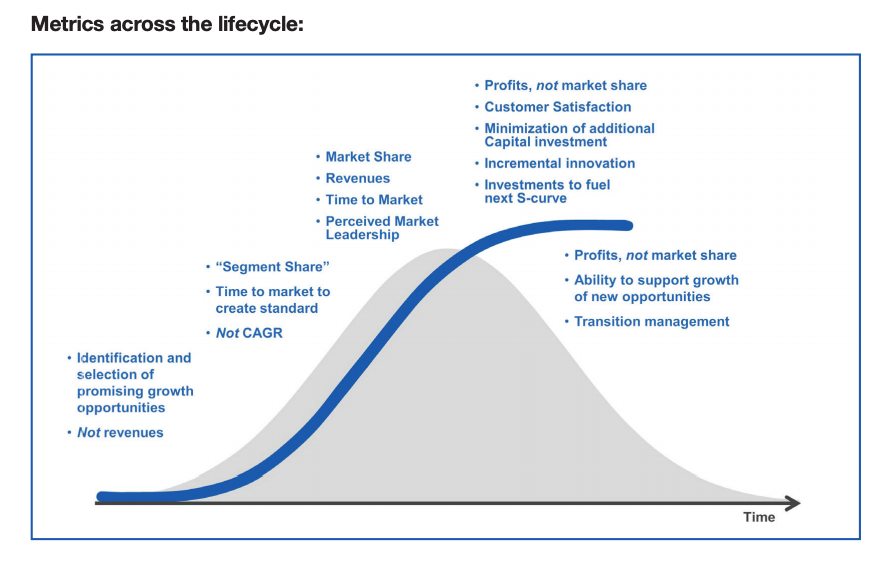 Metrics across the lifecycle:
• Profits, not market share
• Customer Satisfaction
• Minimization of additional
Capital investment
• Incremental innovation
• Investments to fuel
next S-curve
• Market Share
• Revenues
• Time to Market
• Perceived Market
Leadership
• Profits, not market share
• Ability to support growth
of new opportunities
• Transition management
• “Segment Share”
• Time to market to
create standard
• Not CAGR
• Identification and
selection of
promising growth
opportunities
• Not revenues
Time